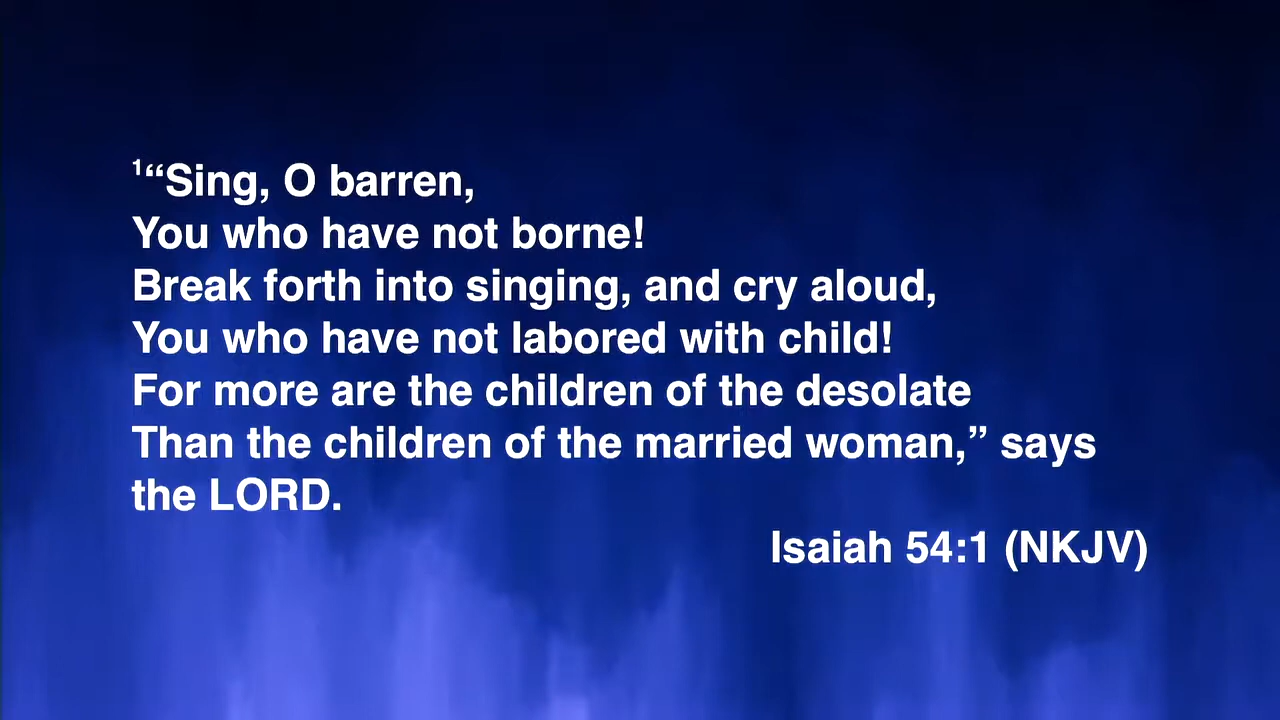 ¹“Sing, O barren,
You who have not borne!
Break forth into singing, and cry aloud,
You who have not labored with child!
For more are the children of the desolate
Than the children of the married woman,” says
the LORD.
Isaiah 54:1 (NKJV)